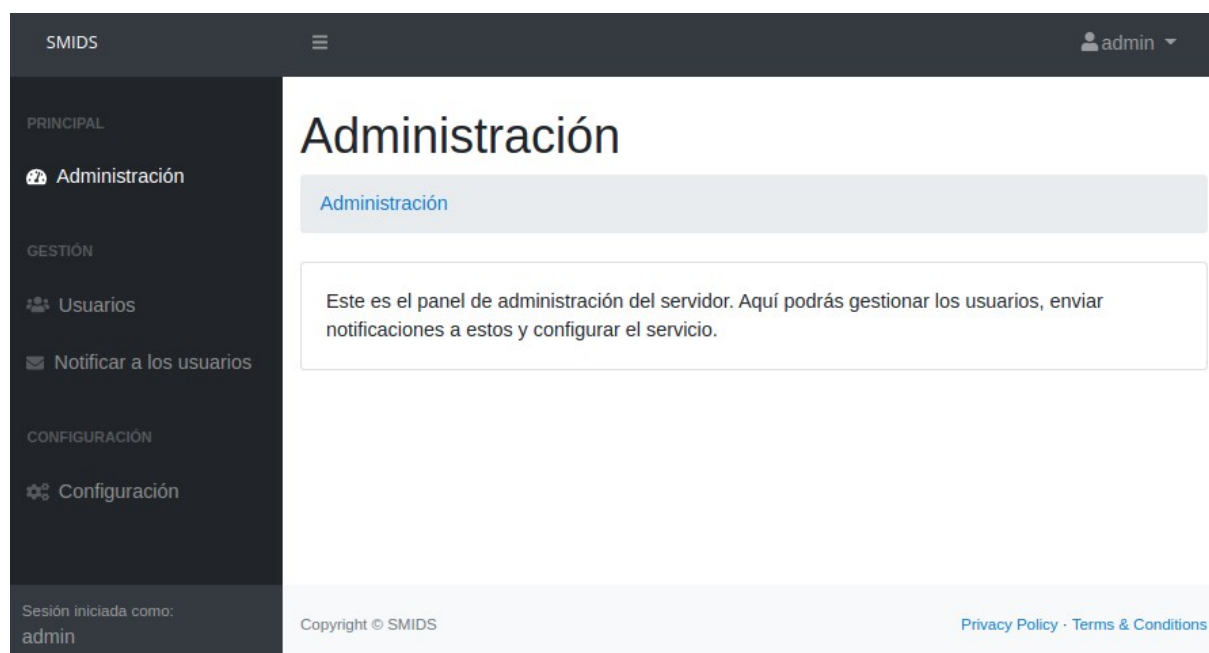 SMIDS
admin
PRINCIPAL
Administración
GESTIÓN
Usuarios
Notificar a los usuarios
CONFIGURACIÓN
Configuración
Sesión iniciada como:
admin
Administración
Administración
Este es el panel de administración del servidor. Aquí podrás gestionar los usuarios, enviar
notificaciones a estos y configurar el servicio.
Copyright © SMIDS
Privacy Policy · Terms & Conditions